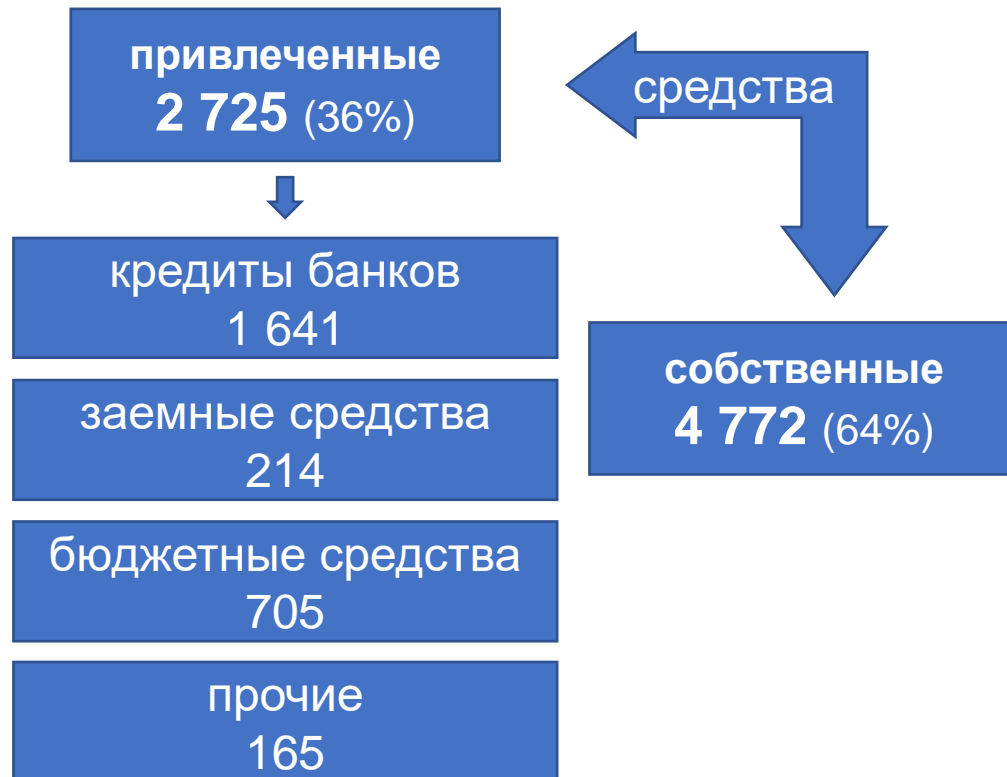 привлеченные
2 725 (36%)
средства
кредиты банков
1 641
заемные средства
214
бюджетные средства
705
прочие
165
собственные
4 772 (64%)